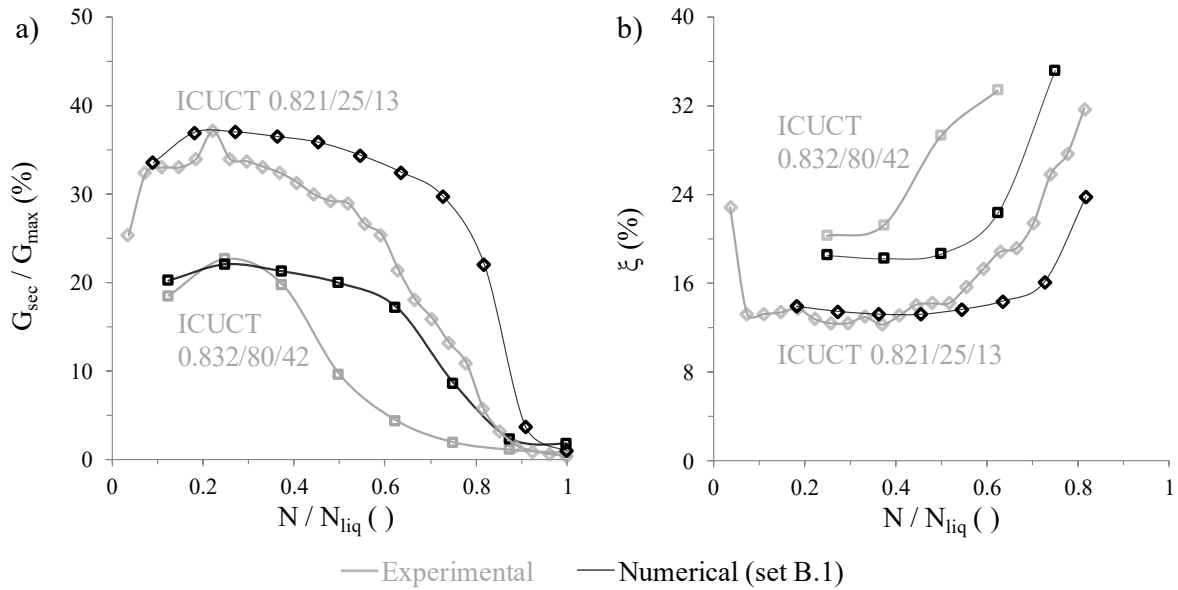 a)
50
40
30
20
10
0
G_sec / G_max (%)
ICUCT 0.821/25/13
ICUCT
0.832/80/42
0 0.2 0.4 0.6 0.8 1
N / N_liq ( )
b)
40
32
24
16
8
0
ξ (%)
ICUCT
0.832/80/42
ICUCT 0.821/25/13
0 0.2 0.4 0.6 0.8 1
N / N_liq ( )
Experimental Numerical (set B.1)